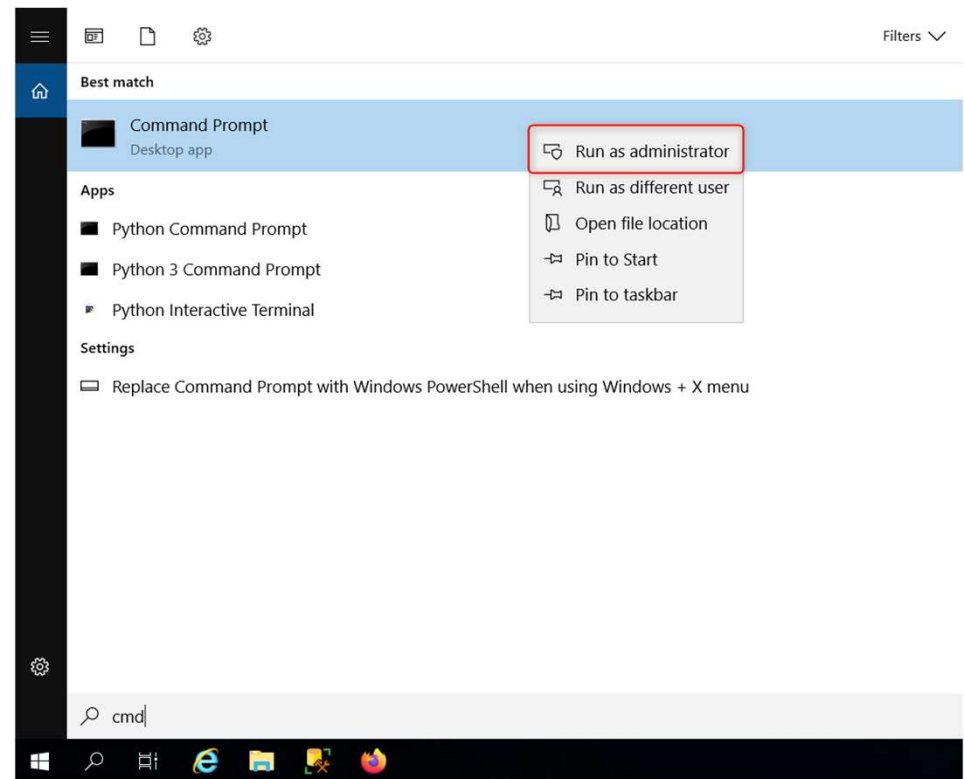 Filters
Best match
Command Prompt
Desktop app
Run as administrator
Run as different user
Open file location
Pin to Start
Pin to taskbar
Apps
Python Command Prompt
Python 3 Command Prompt
Python Interactive Terminal
Settings
Replace Command Prompt with Windows PowerShell when using Windows + X menu
cmd